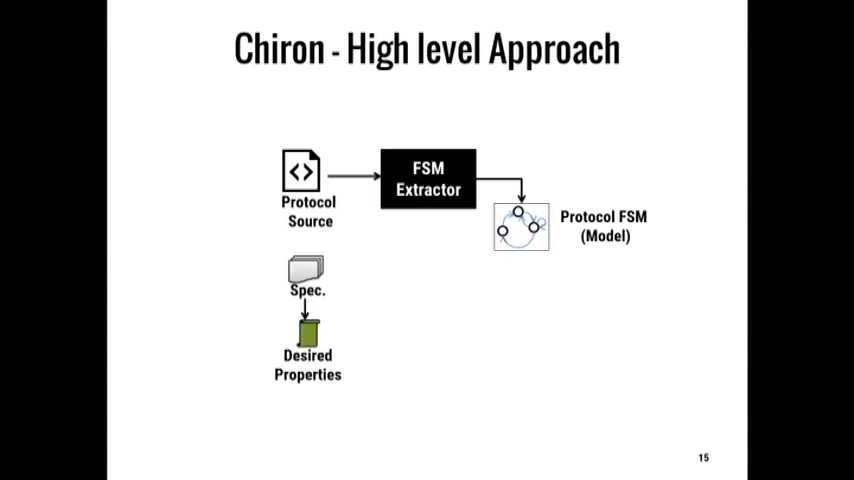 Chiron - High level Approach
FSM
Extractor
Protocol
Source
Protocol FSM
(Model)
Spec.
Desired
Properties
15